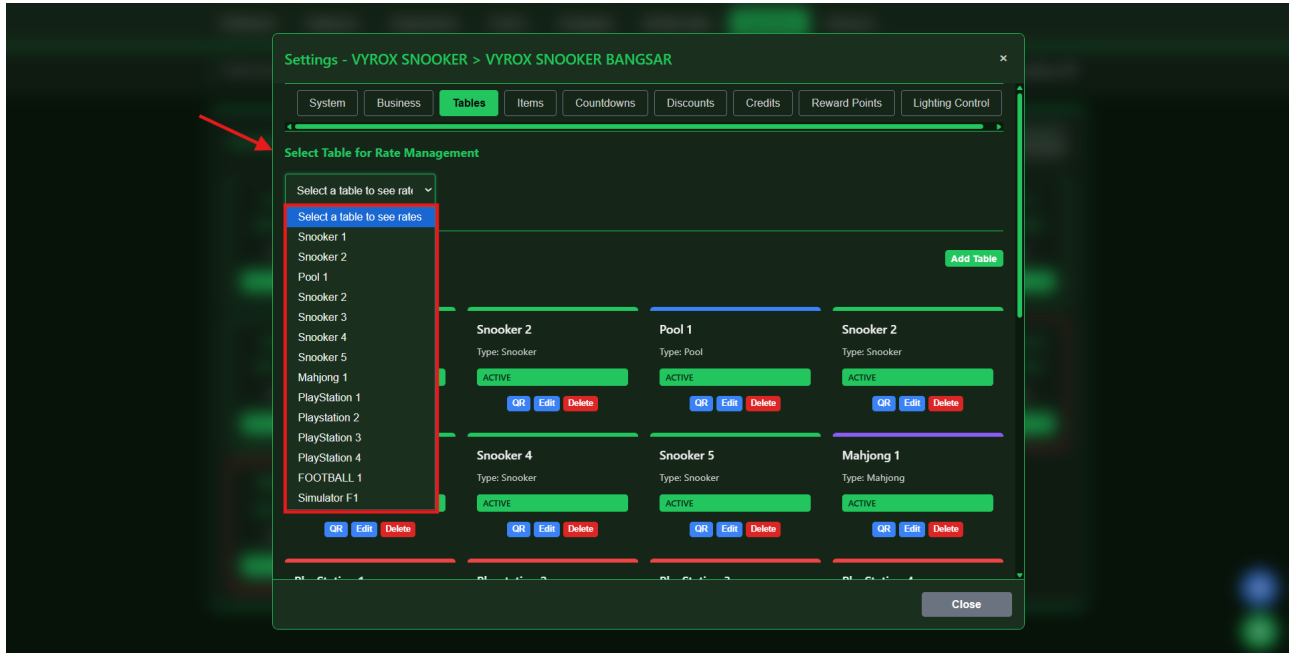 Settings - VYROX SNOOKER > VYROX SNOOKER BANGSAR ×
System Business Tables Items Countdowns Discounts Credits Reward Points Lighting Control
Select Table for Rate Management
Select a table to see rat
Select a table to see rates
Snooker 1
Snooker 2
Pool 1
Snooker 2
Snooker 3
Snooker 4
Snooker 5
Mahjong 1
PlayStation 1
Playstation 2
PlayStation 3
PlayStation 4
FOOTBALL 1
Simulator F1
Add Table
Snooker 2 Pool 1 Snooker 2
Type: Snooker Type: Pool Type: Snooker
ACTIVE ACTIVE ACTIVE
QR Edit Delete QR Edit Delete QR Edit Delete
Snooker 4 Snooker 5 Mahjong 1
Type: Snooker Type: Snooker Type: Mahjong
ACTIVE ACTIVE ACTIVE
QR Edit Delete QR Edit Delete QR Edit Delete QR Edit Delete
Close